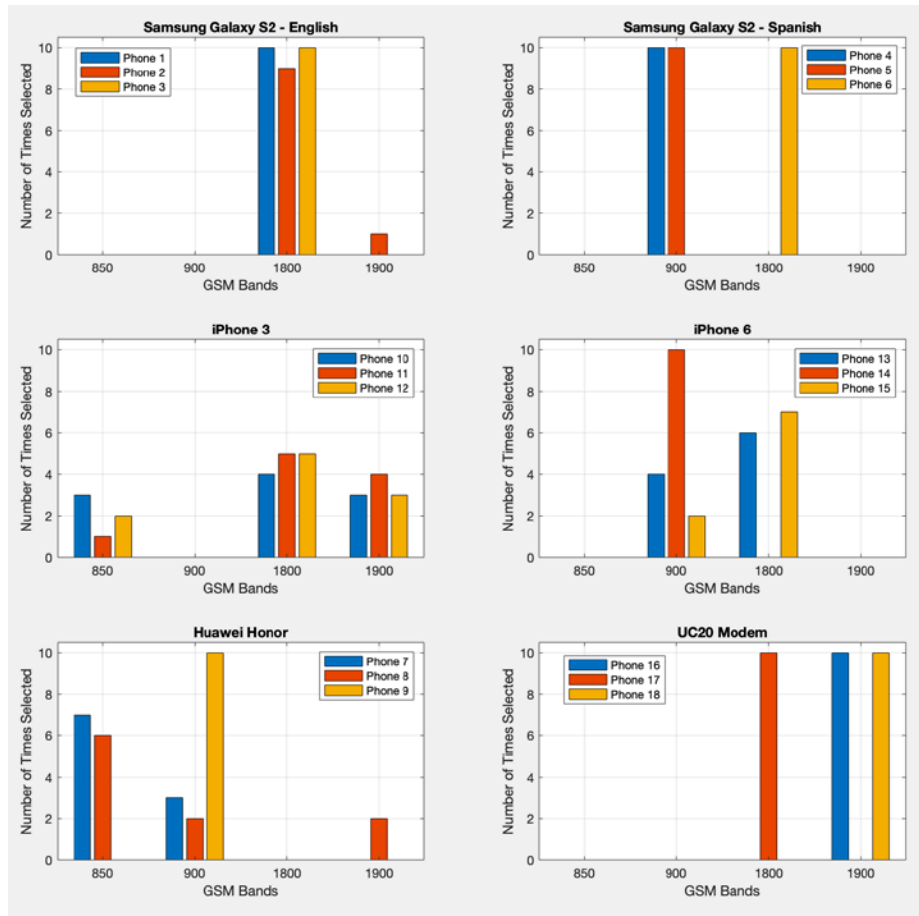 Samsung Galaxy S2 - English
Number of Times Selected
10
8
6
4
2
0
Phone 1
Phone 2
Phone 3
850 900 1800 1900
GSM Bands
Samsung Galaxy S2 - Spanish
Number of Times Selected
10
8
6
4
2
0
Phone 4
Phone 5
Phone 6
850 900 1800 1900
GSM Bands
iPhone 3
Number of Times Selected
10
8
6
4
2
0
Phone 10
Phone 11
Phone 12
850 900 1800 1900
GSM Bands
iPhone 6
Number of Times Selected
10
8
6
4
2
0
Phone 13
Phone 14
Phone 15
850 900 1800 1900
GSM Bands
Huawei Honor
Number of Times Selected
10
8
6
4
2
0
Phone 7
Phone 8
Phone 9
850 900 1800 1900
GSM Bands
UC20 Modem
Number of Times Selected
10
8
6
4
2
0
Phone 16
Phone 17
Phone 18
850 900 1800 1900
GSM Bands